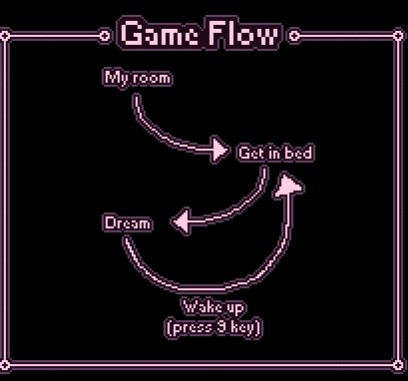 Game Flow
My room
Get in bed
Dream
Wake up
(press 9 key)